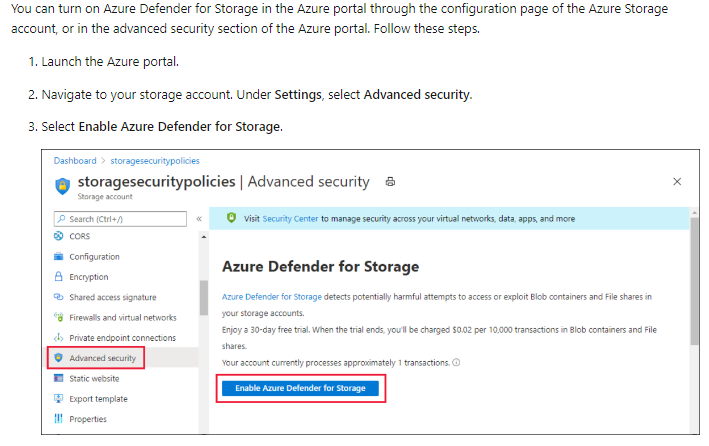 You can turn on Azure Defender for Storage in the Azure portal through the configuration page of the Azure Storage
account, or in the advanced security section of the Azure portal. Follow these steps.
1. Launch the Azure portal.
2. Navigate to your storage account. Under Settings, select Advanced security.
3. Select Enable Azure Defender for Storage.
Dashboard > storagesecuritypolicies
storagesecuritypolicies | Advanced security
Storage account
Search (Ctrl+/)
CORS
Configuration
Encryption
Shared access signature
Firewalls and virtual networks
Private endpoint connections
Advanced security
Static website
Export template
Properties
Visit Security Center to manage security across your virtual networks, data, apps, and more
Azure Defender for Storage
Azure Defender for Storage detects potentially harmful attempts to access or exploit Blob containers and File shares in
your storage accounts.
Enjoy a 30-day free trial. When the trial ends, you'll be charged $0.02 per 10,000 transactions in Blob containers and File
shares.
Your account currently processes approximately 1 transactions.
Enable Azure Defender for Storage